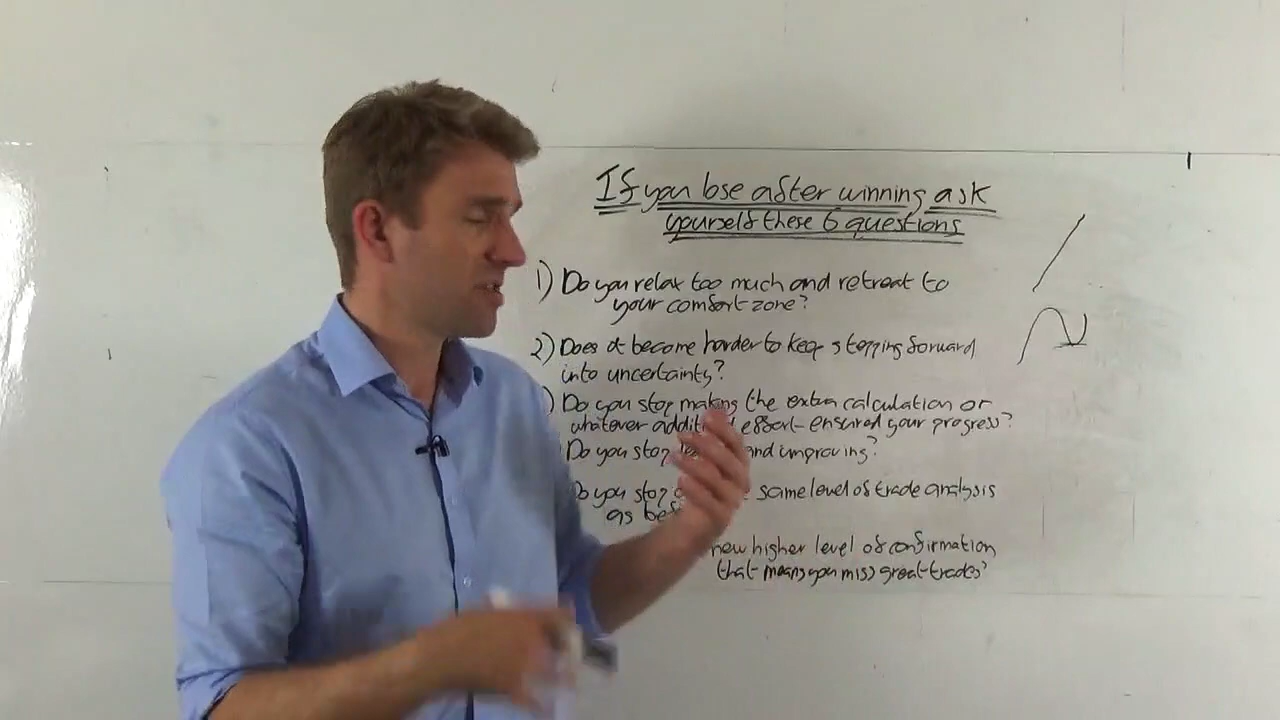 If you lose after winning ask
yourself these 6 questions
1) Do you relax too much and retreat to
your comfort zone?
2) Does it become harder to keep stepping forward
into uncertainty?
) Do you stop making the extra calculation or
whatever effort ensured your progress?
Do you stop and improving?
Do you stop same level of trade analysis
as
new higher level of confirmation
that means you miss great trades?